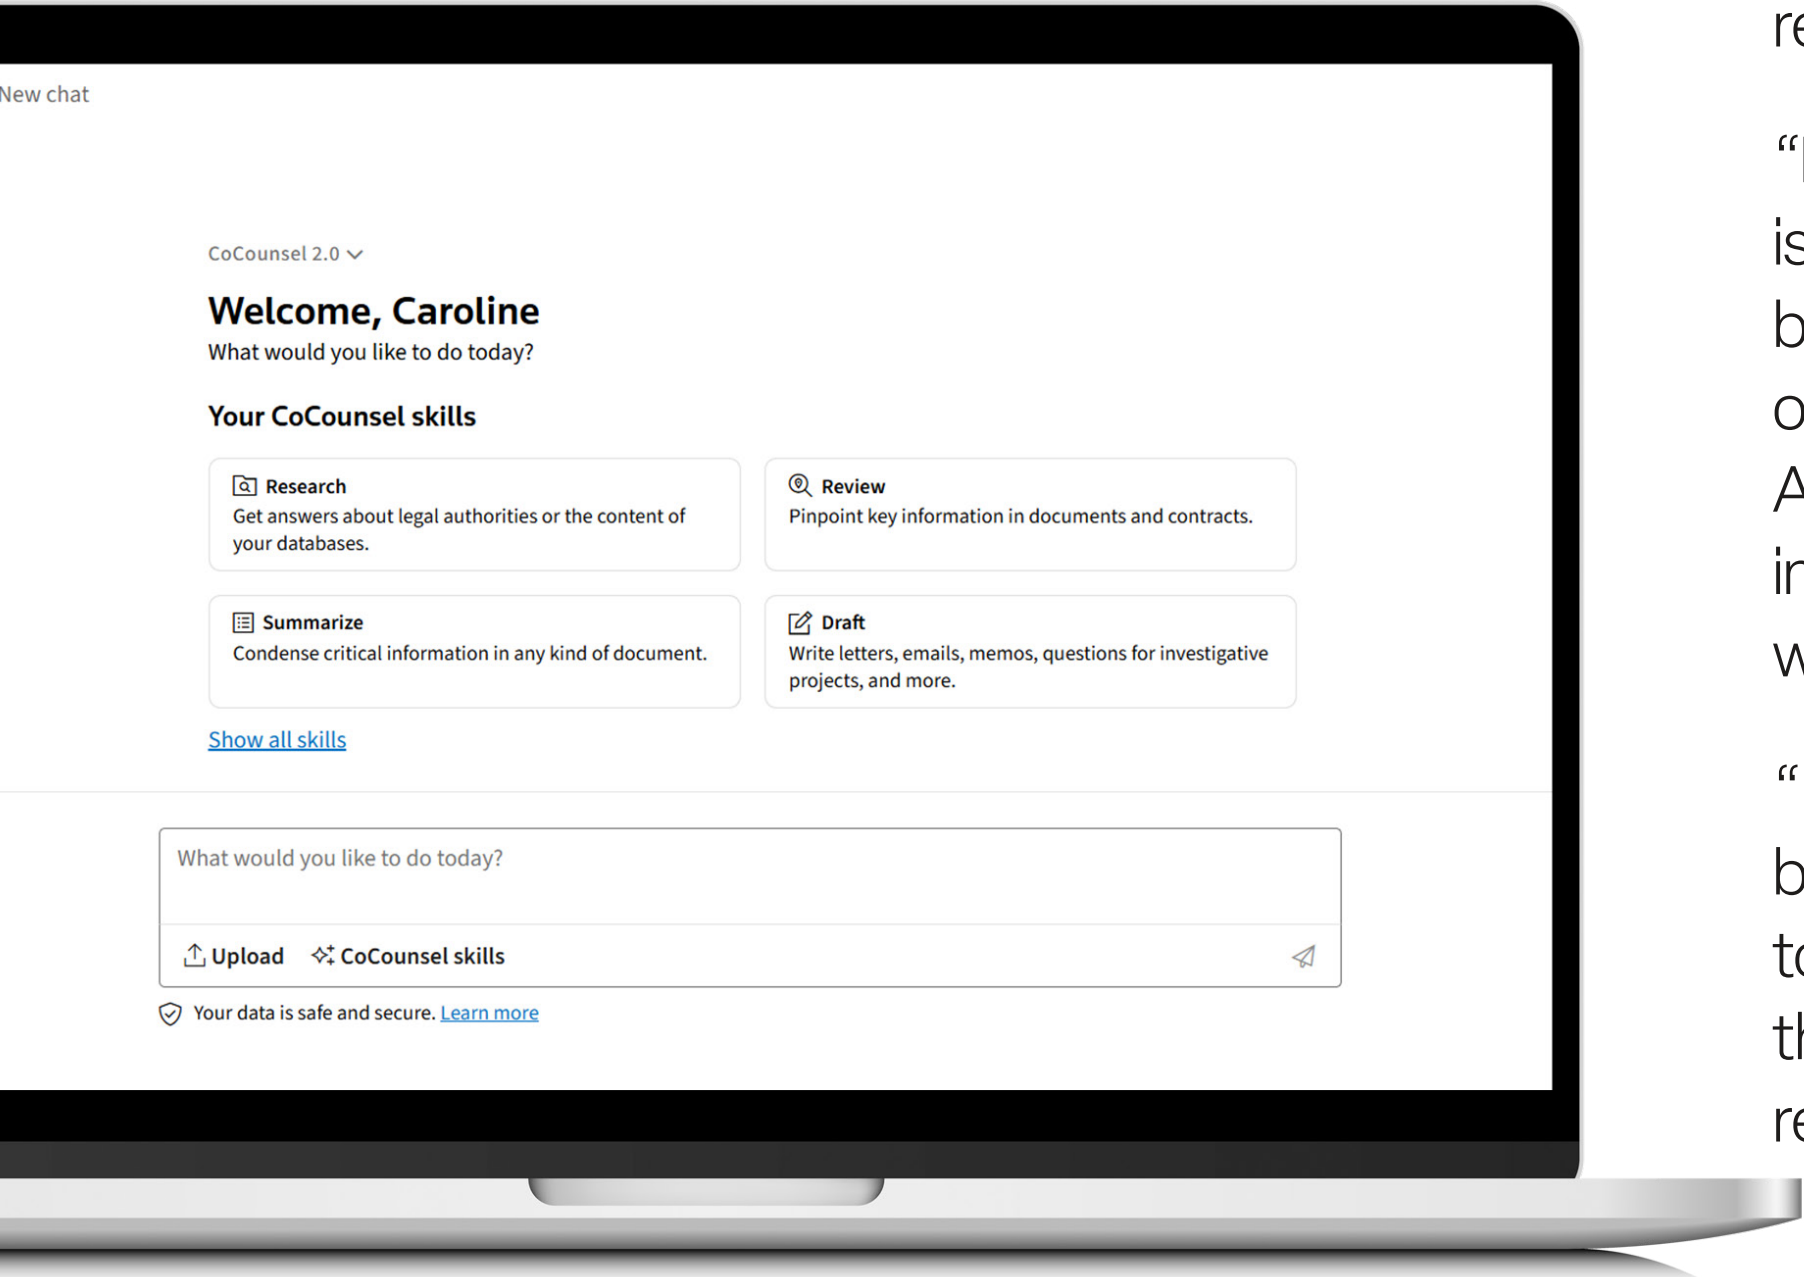 New chat
CoCounsel 2.0
Welcome, Caroline
What would you like to do today?
Your CoCounsel skills
Research
Get answers about legal authorities or the content of
your databases.
Review
Pinpoint key information in documents and contracts.
Summarize
Condense critical information in any kind of document.
Draft
Write letters, emails, memos, questions for investigative
projects, and more.
Show all skills
What would you like to do today?
Upload CoCounsel skills
Your data is safe and secure. Learn more